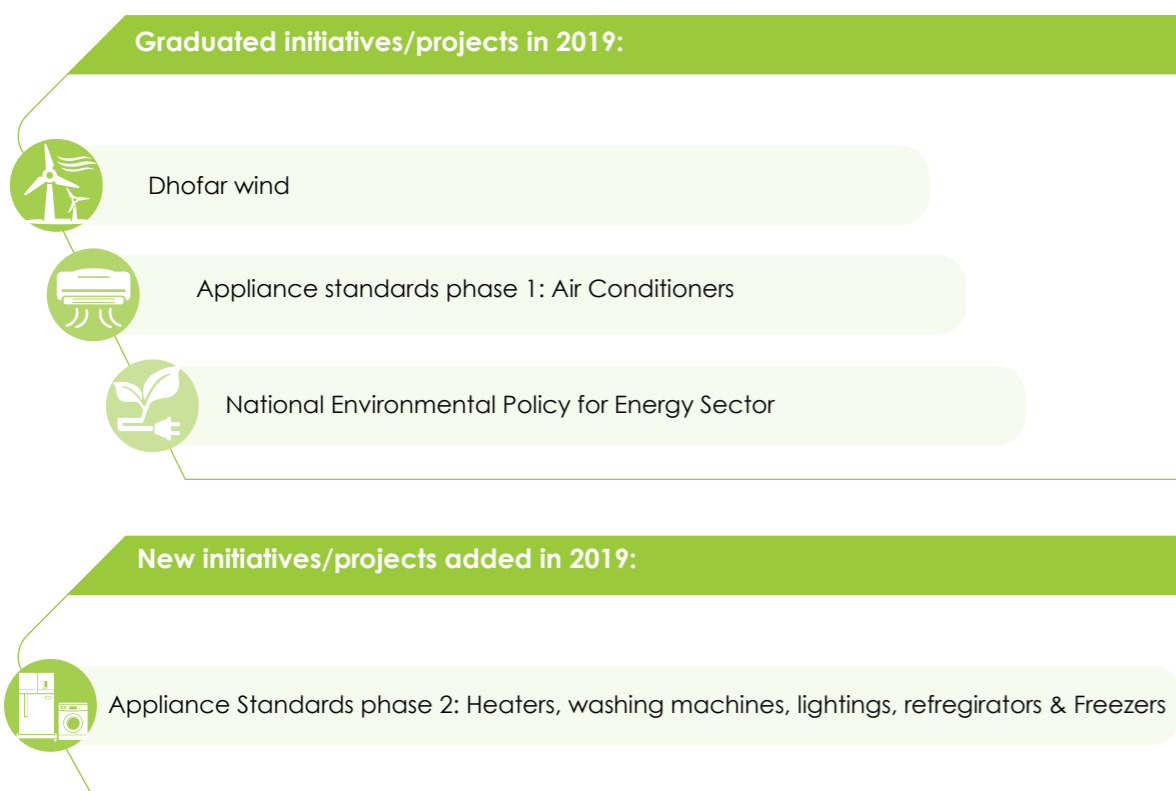 Graduated initiatives/projects in 2019:
Dhofar wind
Appliance standards phase 1: Air Conditioners
National Environmental Policy for Energy Sector
New initiatives/projects added in 2019:
Appliance Standards phase 2: Heaters, washing machines, lightings, refregirators & Freezers